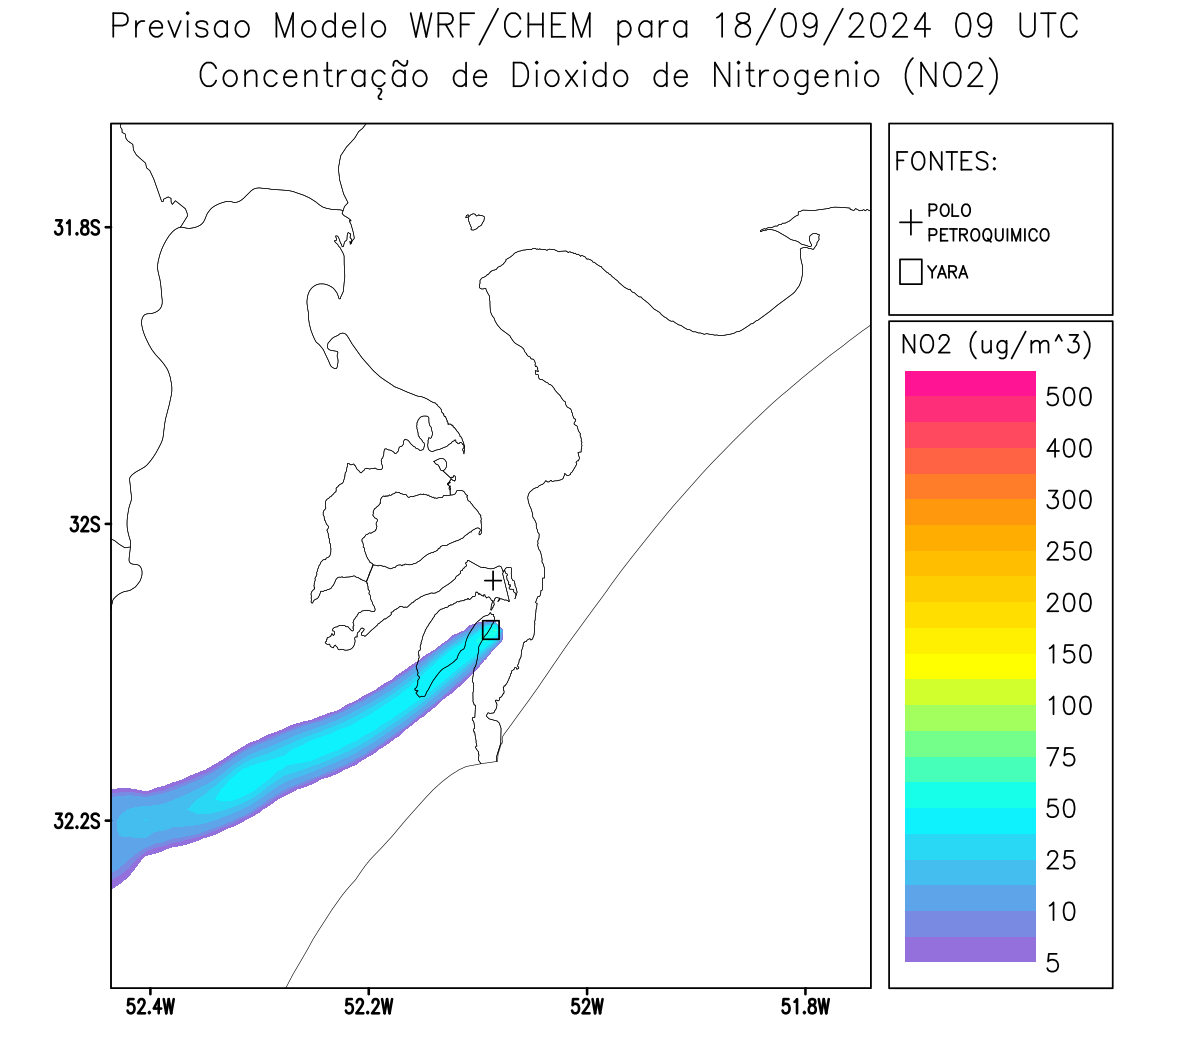 Previsao Modelo WRF/CHEM para 18/09/2024 09 UTC
Concentração de Dioxido de Nitrogenio (NO2)
FONTES:
POLO
PETROQUIMICO
YARA
NO2 (ug/m^3)
500
400
300
250
200
150
100
75
50
25
10
5
31.8S
32S
32.2S
52.4W
52.2W
52W
51.8W